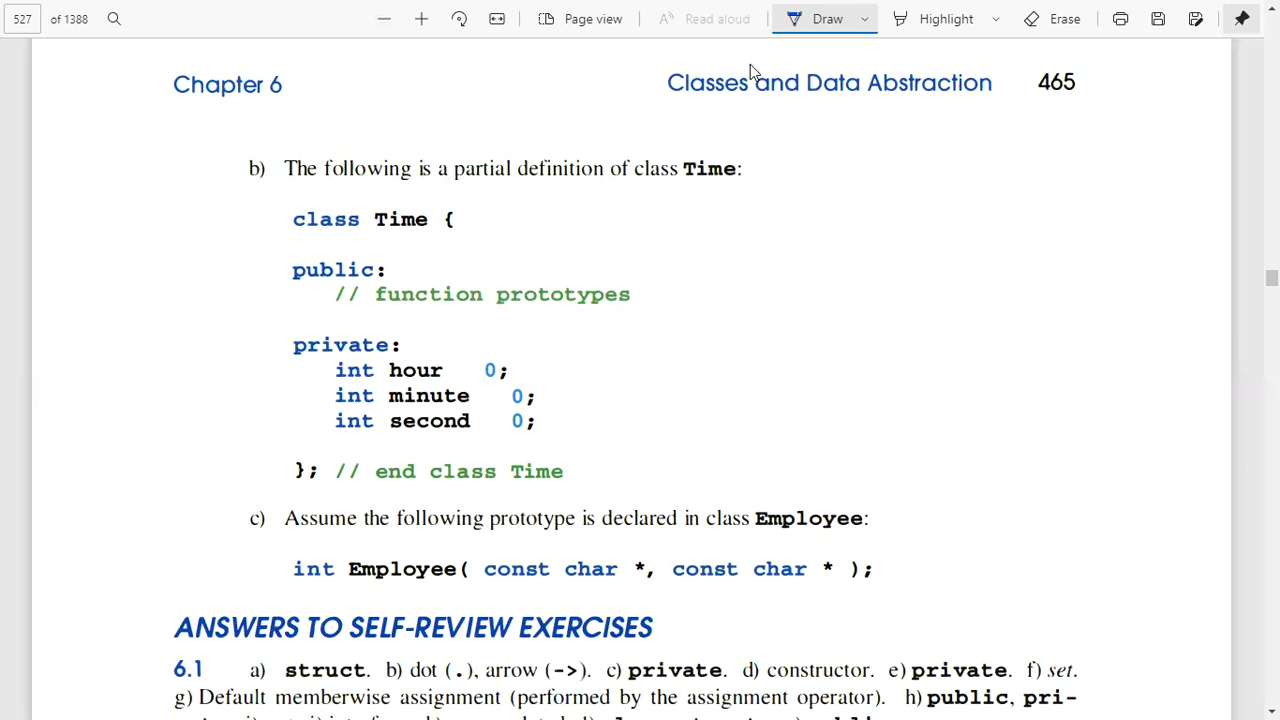 527 of 1388 Page view Read aloud Draw Highlight Erase
Chapter 6 Classes and Data Abstraction 465
b) The following is a partial definition of class Time:
class Time {
public:
// function prototypes
private:
int hour 0;
int minute 0;
int second 0;
}; // end class Time
c) Assume the following prototype is declared in class Employee:
int Employee( const char *, const char * );
ANSWERS TO SELF-REVIEW EXERCISES
6.1 a) struct. b) dot (.), arrow (->). c) private. d) constructor. e) private. f) set.
g) Default memberwise assignment (performed by the assignment operator). h) public, pri-